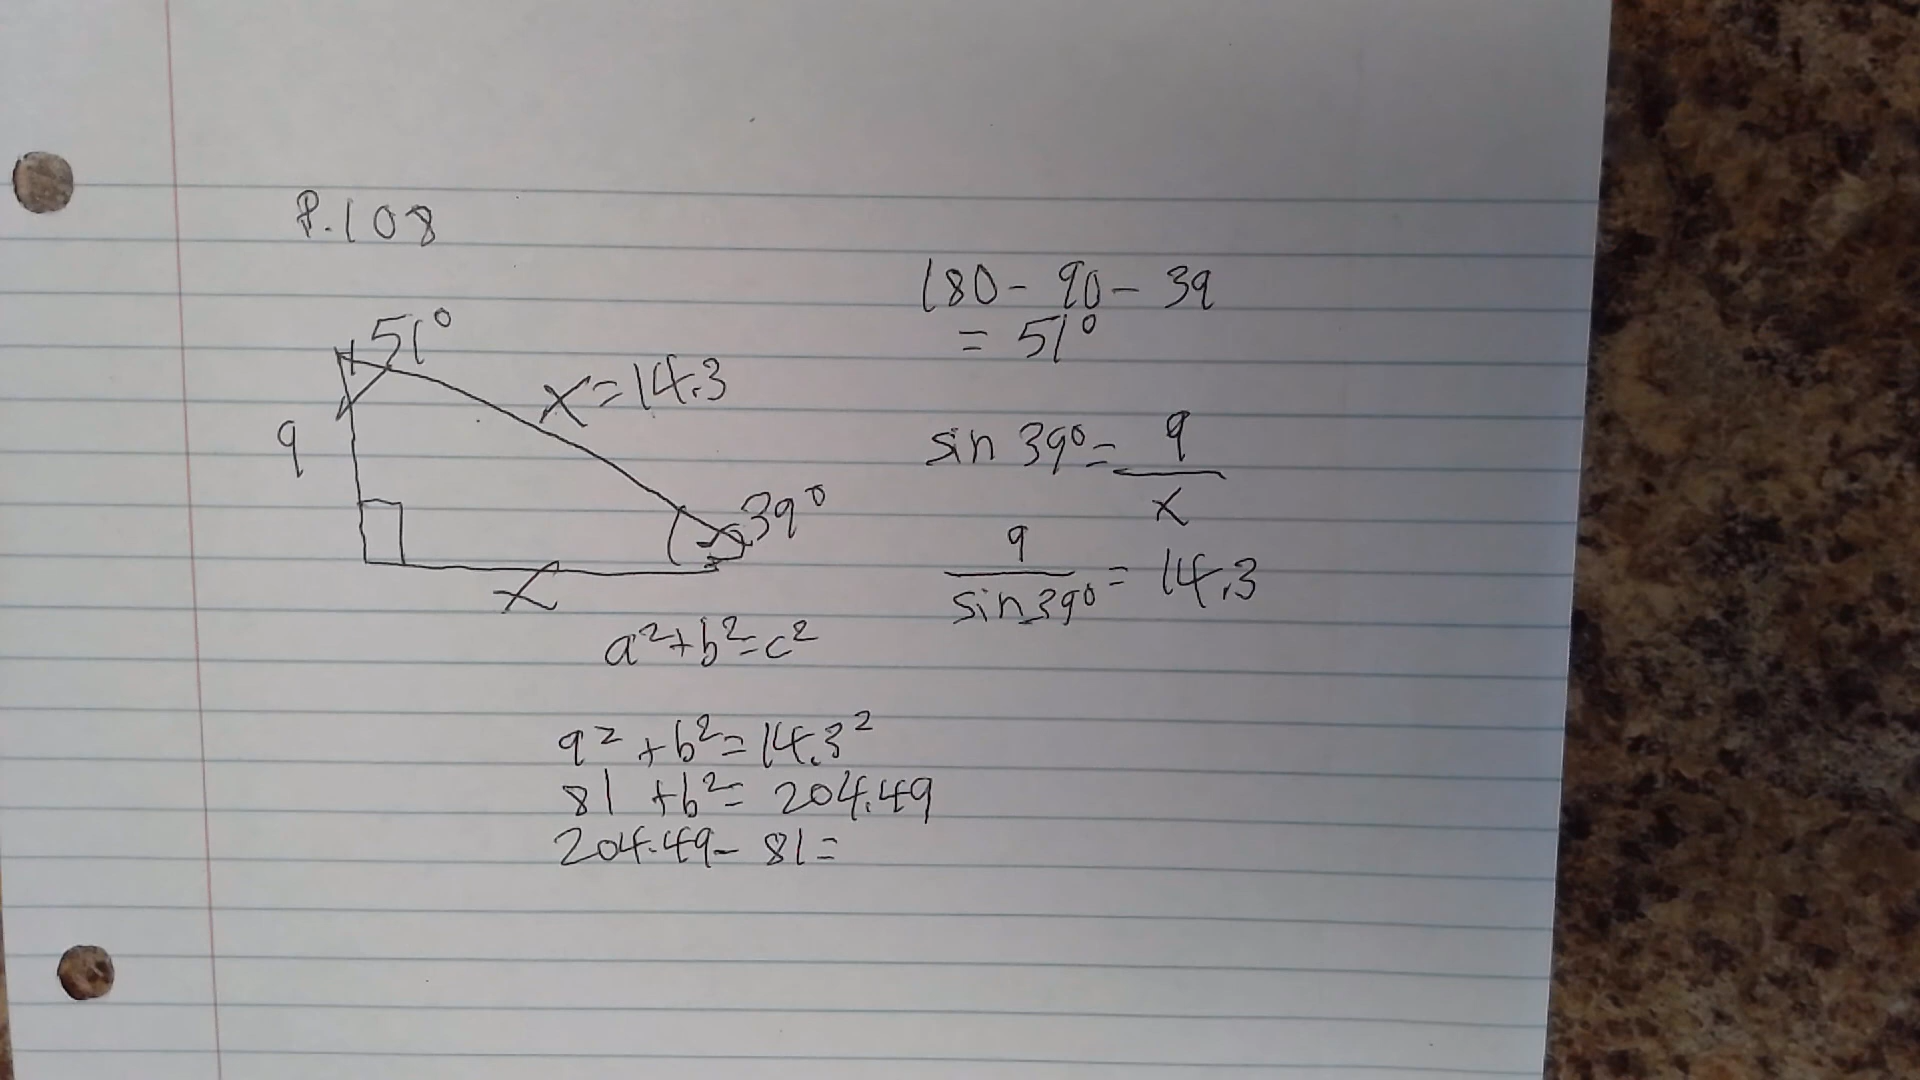 P.108
180 - 90 - 39
= 51°
51°
x=14.3
9
39°
x
sin 39°= 9/x
9/sin39° = 14.3
a²+b²=c²
9² +b²=14.3²
81 +b²= 204.49
204.49- 81=